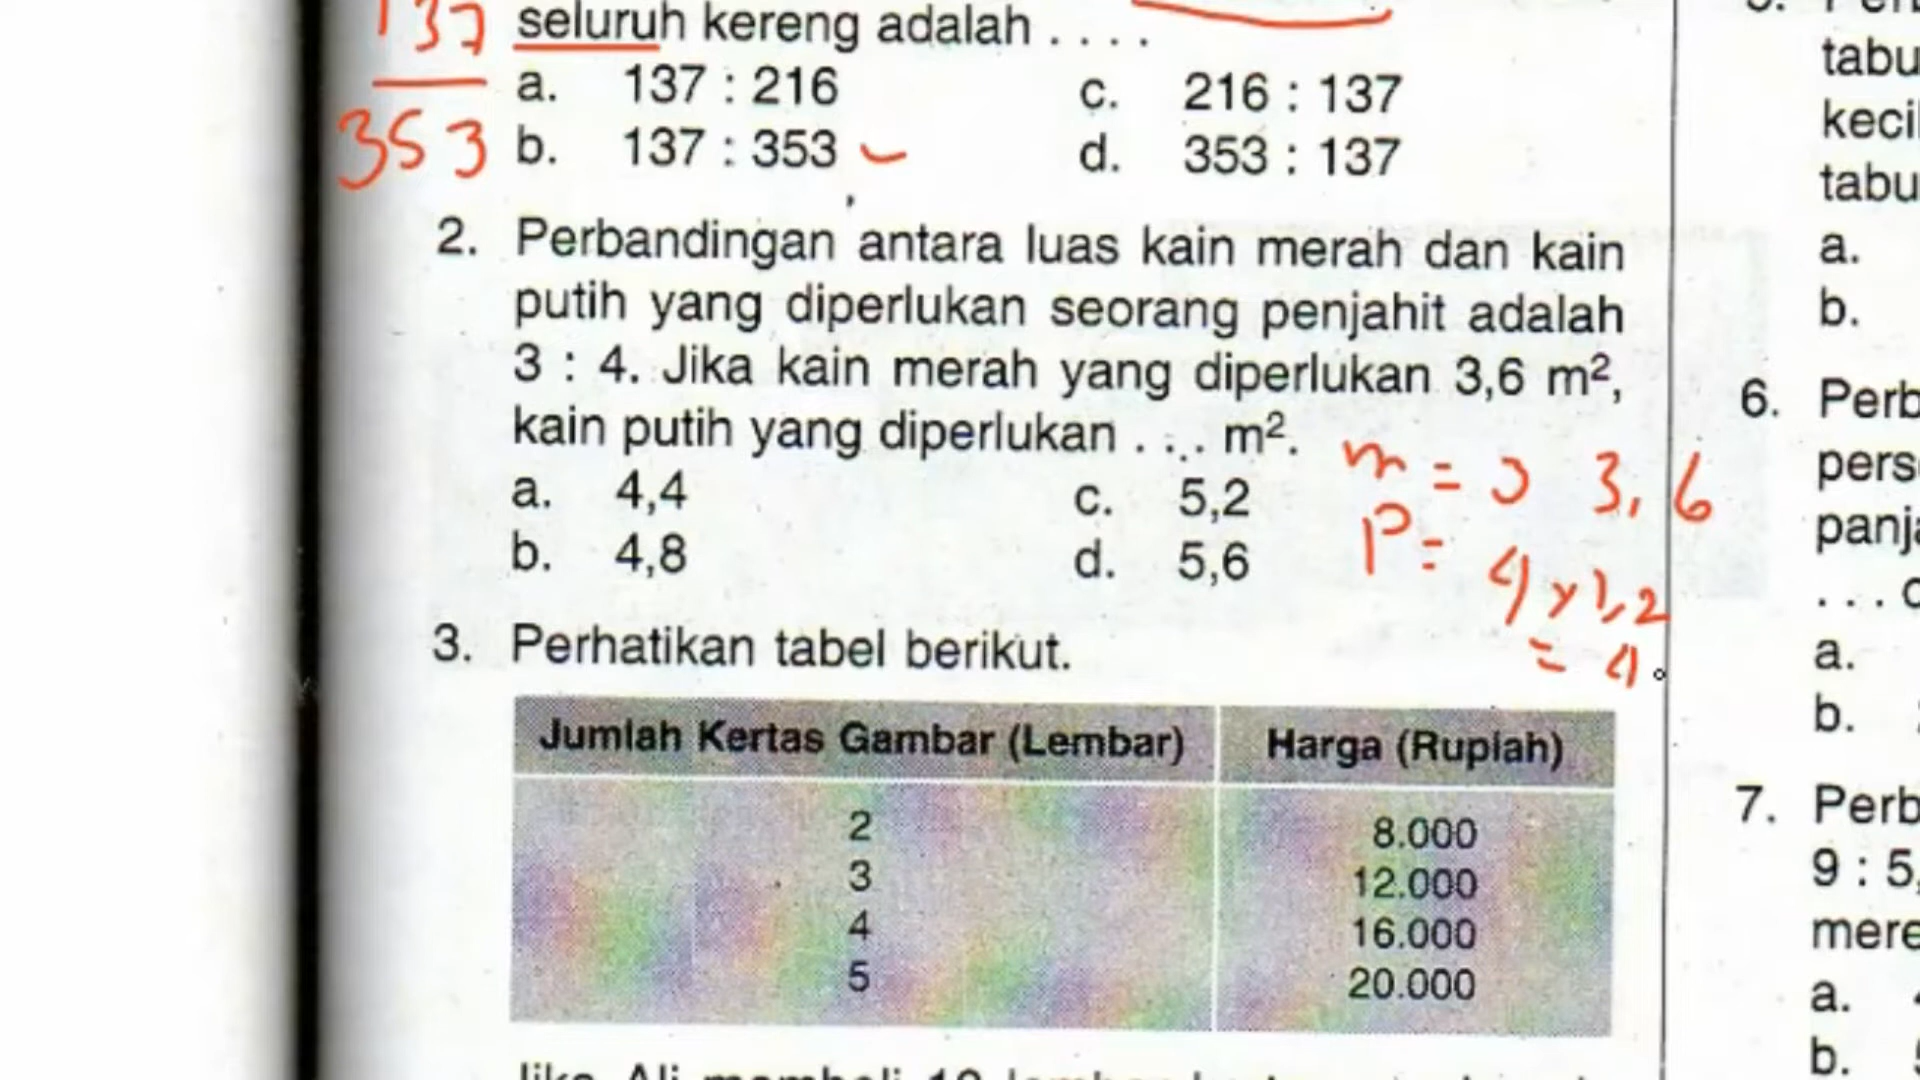 137
seluruh kereng adalah . . . .
a. 137 : 216
c. 216 : 137
353
b. 137 : 353
d. 353 : 137
2. Perbandingan antara luas kain merah dan kain
putih yang diperlukan seorang penjahit adalah
3 : 4. Jika kain merah yang diperlukan 3,6 m²,
kain putih yang diperlukan . . . . m².
a. 4,4
c. 5,2
b. 4,8
d. 5,6
m = 3 3,6
P = 4 x 1,2
= 4
3. Perhatikan tabel berikut.
Jumlah Kertas Gambar (Lembar) Harga (Rupiah)
2 8.000
3 12.000
4 16.000
5 20.000
tabu
keci
tabu
a.
b.
6. Perb
pers
panja
. . . c
a.
b.
7. Perb
9 : 5,
mere
a.
b.